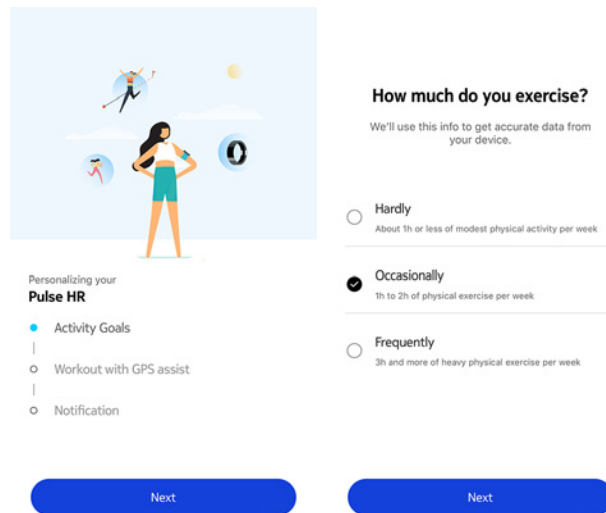 Personalizing your
Pulse HR
Activity Goals
Workout with GPS assist
Notification
Next
How much do you exercise?
We'll use this info to get accurate data from
your device.
Hardly
About 1h or less of modest physical activity per week
Occasionally
1h to 2h of physical exercise per week
Frequently
3h and more of heavy physical exercise per week
Next